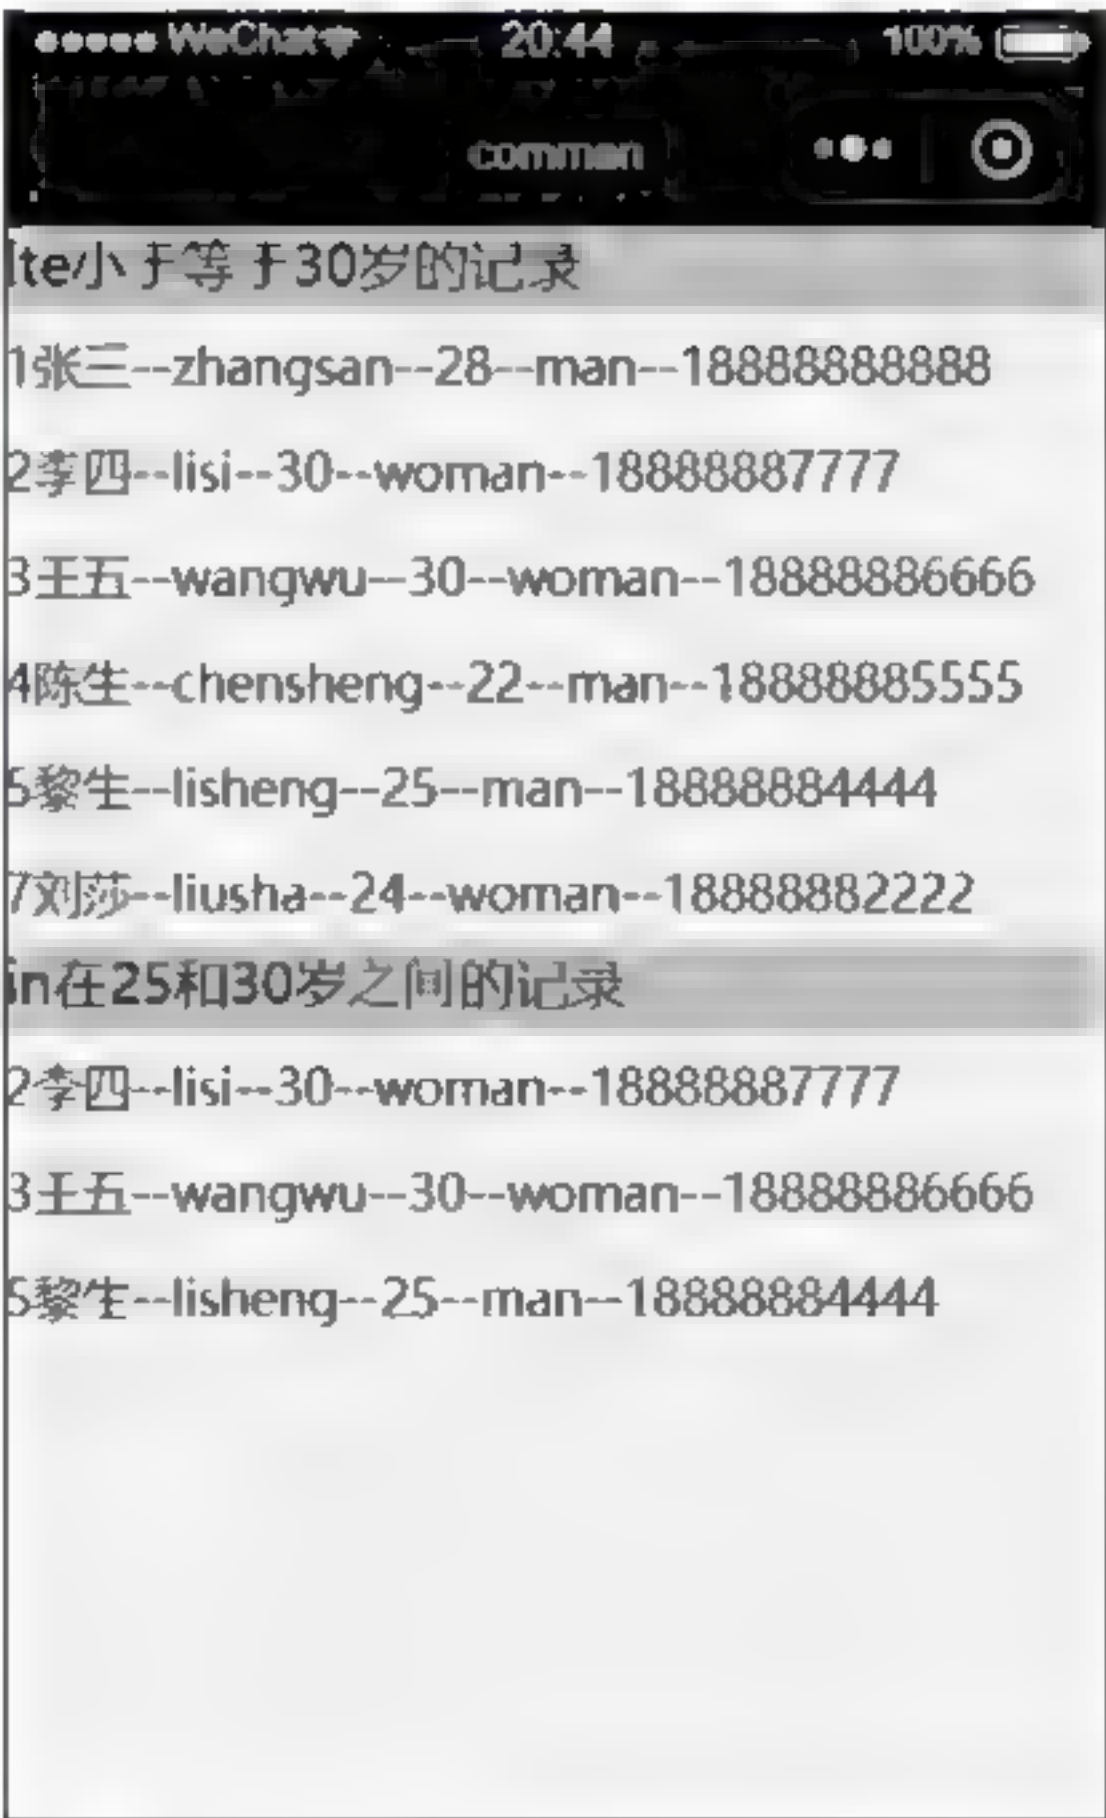 WeChat 20:44 100%
common
lte小于等于30岁的记录
1张三--zhangsan--28--man--18888888888
2李四--lisi--30--woman--18888887777
3王五--wangwu--30--woman--18888886666
4陈生--chensheng--22--man--18888885555
5黎生--lisheng--25--man--18888884444
7刘莎--liusha--24--woman--18888882222
in在25和30岁之间的记录
2李四--lisi--30--woman--18888887777
3王五--wangwu--30--woman--18888886666
5黎生--lisheng--25--man--18888884444